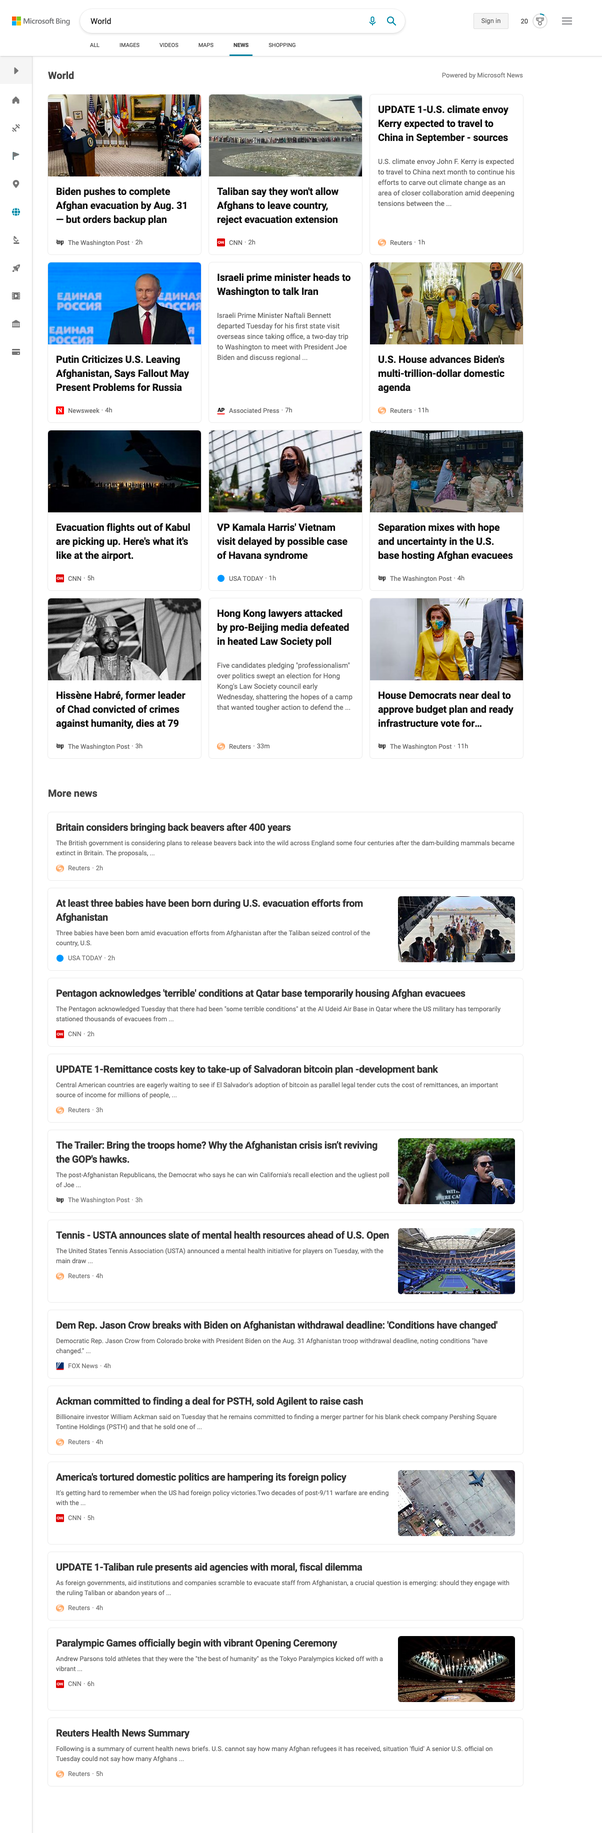 Microsoft Bing
World
Sign in
20
ALL IMAGES VIDEOS MAPS NEWS SHOPPING
World
Powered by Microsoft News
Biden pushes to complete
Afghan evacuation by Aug. 31
— but orders backup plan
wp The Washington Post · 2h
Taliban say they won't allow
Afghans to leave country,
reject evacuation extension
CNN · 2h
UPDATE 1-U.S. climate envoy
Kerry expected to travel to
China in September - sources
U.S. climate envoy John F. Kerry is expected
to travel to China next month to continue his
efforts to carve out climate change as an
area of closer collaboration amid deepening
tensions between the ...
Reuters · 1h
ЕДИНАЯ
РОССИЯ
ЕДИНАЯ
РОССИЯ
Putin Criticizes U.S. Leaving
Afghanistan, Says Fallout May
Present Problems for Russia
N Newsweek · 4h
Israeli prime minister heads to
Washington to talk Iran
Israeli Prime Minister Naftali Bennett
departed Tuesday for his first state visit
overseas since taking office, a two-day trip
to Washington to meet with President Joe
Biden and discuss regional ...
AP Associated Press · 7h
U.S. House advances Biden's
multi-trillion-dollar domestic
agenda
Reuters · 11h
Evacuation flights out of Kabul
are picking up. Here's what it's
like at the airport.
CNN · 5h
VP Kamala Harris' Vietnam
visit delayed by possible case
of Havana syndrome
USA TODAY · 1h
Separation mixes with hope
and uncertainty in the U.S.
base hosting Afghan evacuees
wp The Washington Post · 4h
Hissène Habré, former leader
of Chad convicted of crimes
against humanity, dies at 79
wp The Washington Post · 3h
Hong Kong lawyers attacked
by pro-Beijing media defeated
in heated Law Society poll
Five candidates pledging "professionalism"
over politics swept an election for Hong
Kong's Law Society council early
Wednesday, shattering the hopes of a camp
that wanted tougher action to defend the ...
Reuters · 33m
House Democrats near deal to
approve budget plan and ready
infrastructure vote for...
wp The Washington Post · 11h
More news
Britain considers bringing back beavers after 400 years
The British government is considering plans to release beavers back into the wild across England some four centuries after the dam-building mammals became
extinct in Britain. The proposals, ...
Reuters · 2h
At least three babies have been born during U.S. evacuation efforts from
Afghanistan
Three babies have been born amid evacuation efforts from Afghanistan after the Taliban seized control of the
country, U.S.
USA TODAY · 2h
Pentagon acknowledges 'terrible' conditions at Qatar base temporarily housing Afghan evacuees
The Pentagon acknowledged Tuesday that there had been "some terrible conditions" at the Al Udeid Air Base in Qatar where the US military has temporarily
stationed thousands of evacuees from ...
CNN · 2h
UPDATE 1-Remittance costs key to take-up of Salvadoran bitcoin plan -development bank
Central American countries are eagerly waiting to see if El Salvador's adoption of bitcoin as parallel legal tender cuts the cost of remittances, an important
source of income for millions of people, ...
Reuters · 3h
The Trailer: Bring the troops home? Why the Afghanistan crisis isn't reviving
the GOP's hawks.
The post-Afghanistan Republicans, the Democrat who says he can win California's recall election and the ugliest poll
of Joe ...
wp The Washington Post · 3h
Tennis - USTA announces slate of mental health resources ahead of U.S. Open
The United States Tennis Association (USTA) announced a mental health initiative for players on Tuesday, with the
main draw ...
Reuters · 4h
Dem Rep. Jason Crow breaks with Biden on Afghanistan withdrawal deadline: 'Conditions have changed'
Democratic Rep. Jason Crow from Colorado broke with President Biden on the Aug. 31 Afghanistan troop withdrawal deadline, noting conditions "have
changed." ...
FOX News · 4h
Ackman committed to finding a deal for PSTH, sold Agilent to raise cash
Billionaire investor William Ackman said on Tuesday that he remains committed to finding a merger partner for his blank check company Pershing Square
Tontine Holdings (PSTH) and that he sold one of ...
Reuters · 4h
America's tortured domestic politics are hampering its foreign policy
It's getting hard to remember when the US had foreign policy victories.Two decades of post-9/11 warfare are ending
with the ...
CNN · 5h
UPDATE 1-Taliban rule presents aid agencies with moral, fiscal dilemma
As foreign governments, aid institutions and companies scramble to evacuate staff from Afghanistan, a crucial question is emerging: should they engage with
the ruling Taliban or abandon years of ...
Reuters · 4h
Paralympic Games officially begin with vibrant Opening Ceremony
Andrew Parsons told athletes that they were the "the best of humanity" as the Tokyo Paralympics kicked off with a
vibrant ...
CNN · 6h
Reuters Health News Summary
Following is a summary of current health news briefs. U.S. cannot say how many Afghan refugees it has received, situation 'fluid' A senior U.S. official on
Tuesday could not say how many Afghans ...
Reuters · 5h